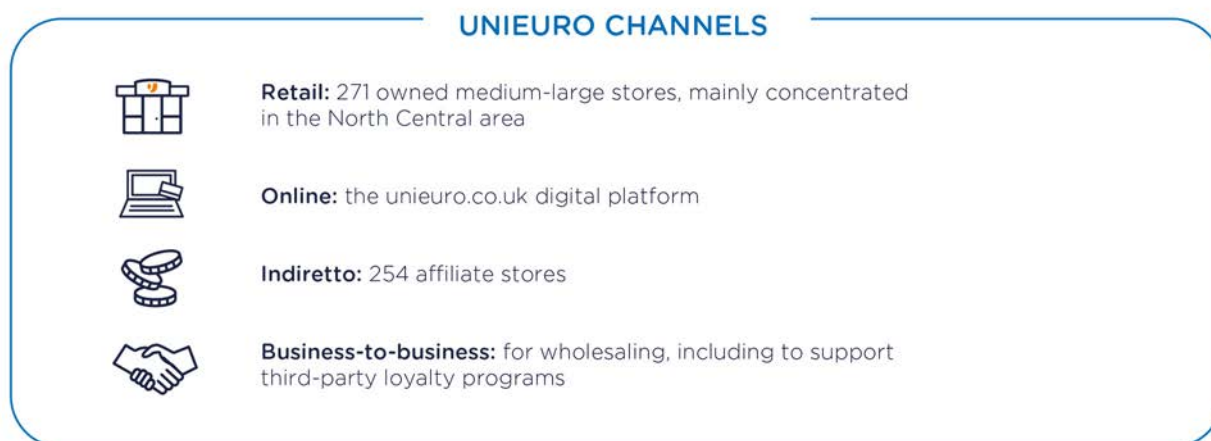 UNIEURO CHANNELS
Retail: 271 owned medium-large stores, mainly concentrated
in the North Central area
Online: the unieuro.co.uk digital platform
Indiretto: 254 affiliate stores
Business-to-business: for wholesaling, including to support
third-party loyalty programs